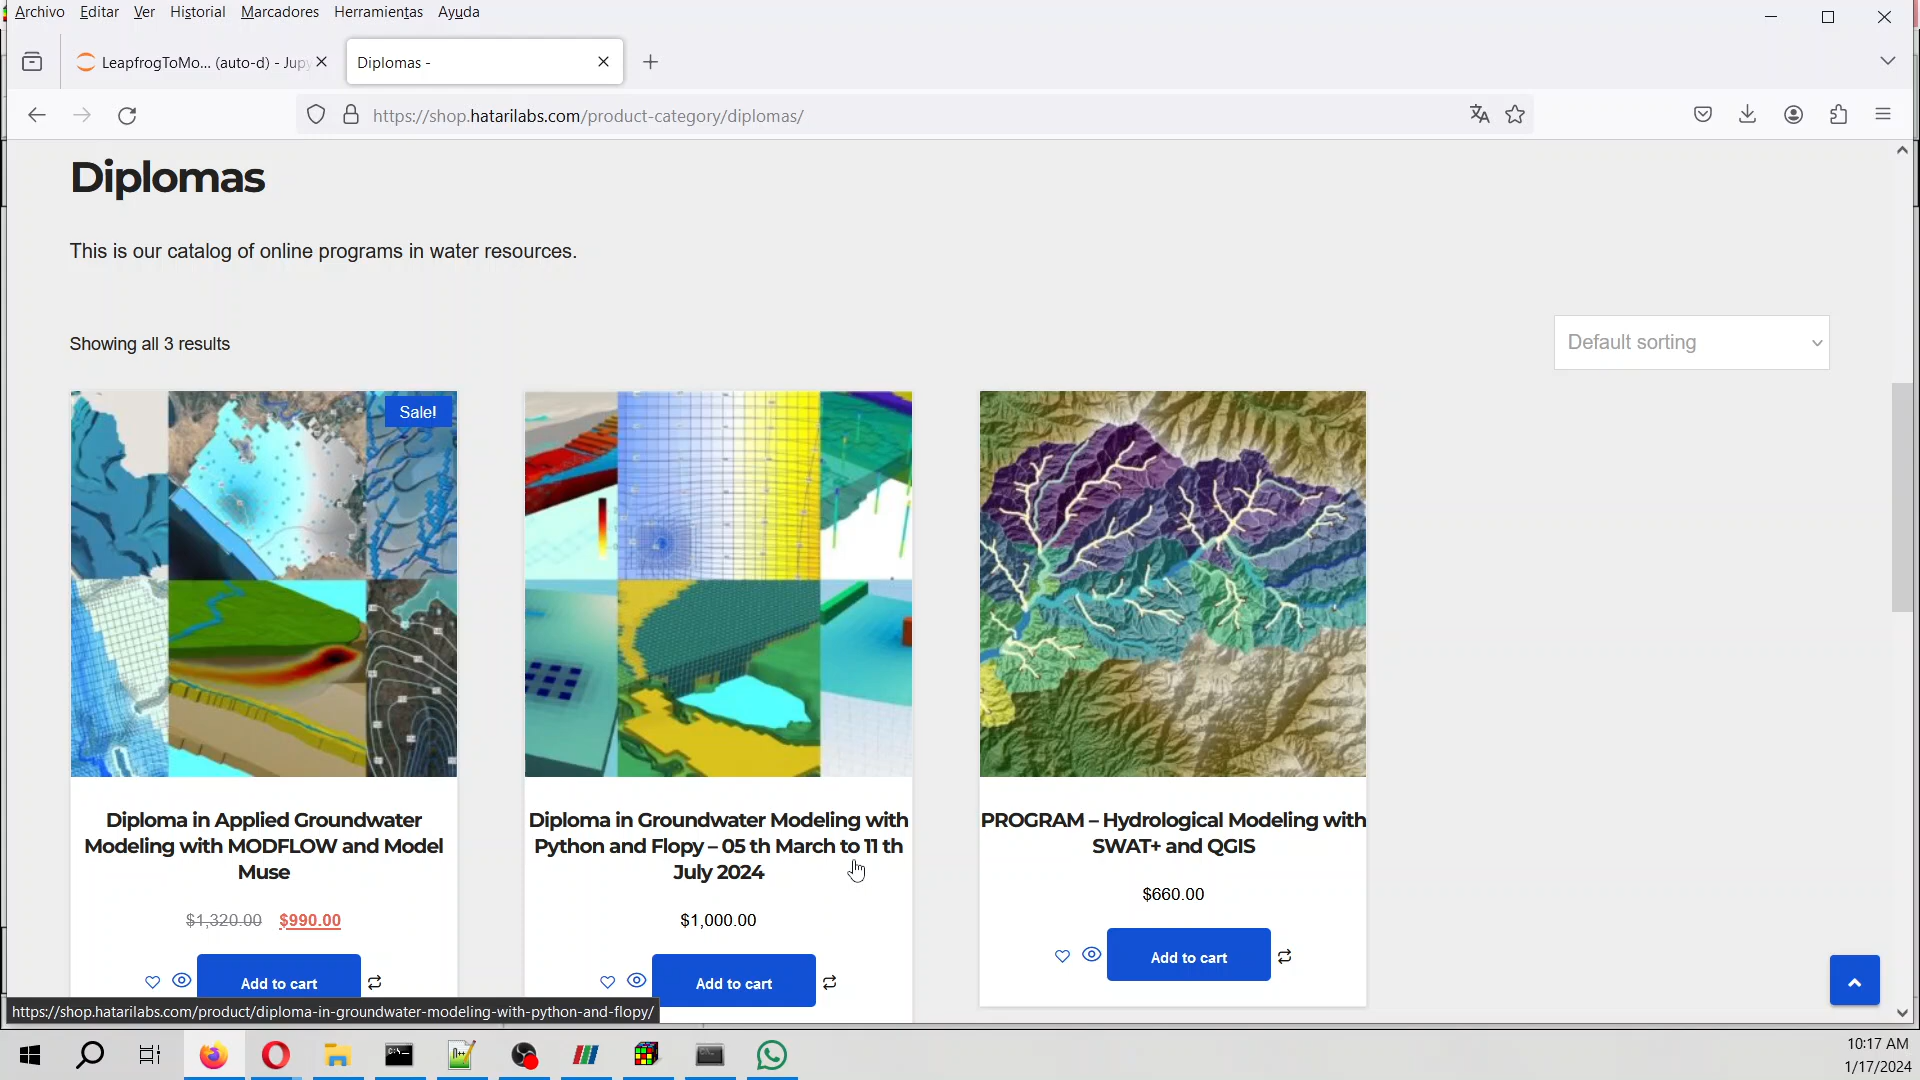 Archivo Editar Ver Historial Marcadores Herramientas Ayuda
LeapfrogToMo... (auto-d) - Jupy
Diplomas -
https://shop.hatarilabs.com/product-category/diplomas/
Diplomas
This is our catalog of online programs in water resources.
Showing all 3 results
Default sorting
Sale!
Diploma in Applied Groundwater
Modeling with MODFLOW and Model
Muse
$1,320.00 $990.00
Add to cart
Diploma in Groundwater Modeling with
Python and Flopy – 05 th March to 11 th
July 2024
$1,000.00
Add to cart
PROGRAM – Hydrological Modeling with
SWAT+ and QGIS
$660.00
Add to cart
https://shop.hatarilabs.com/product/diploma-in-groundwater-modeling-with-python-and-flopy/
10:17 AM
1/17/2024